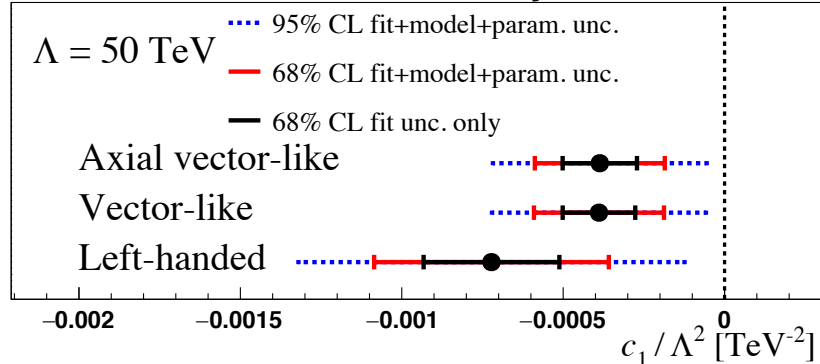 95% CL fit+model+param. unc.
Λ = 50 TeV
68% CL fit+model+param. unc.
68% CL fit unc. only
Axial vector-like
Vector-like
Left-handed
−0.002 −0.0015 −0.001 −0.0005 0
c₁ / Λ² [TeV⁻²]